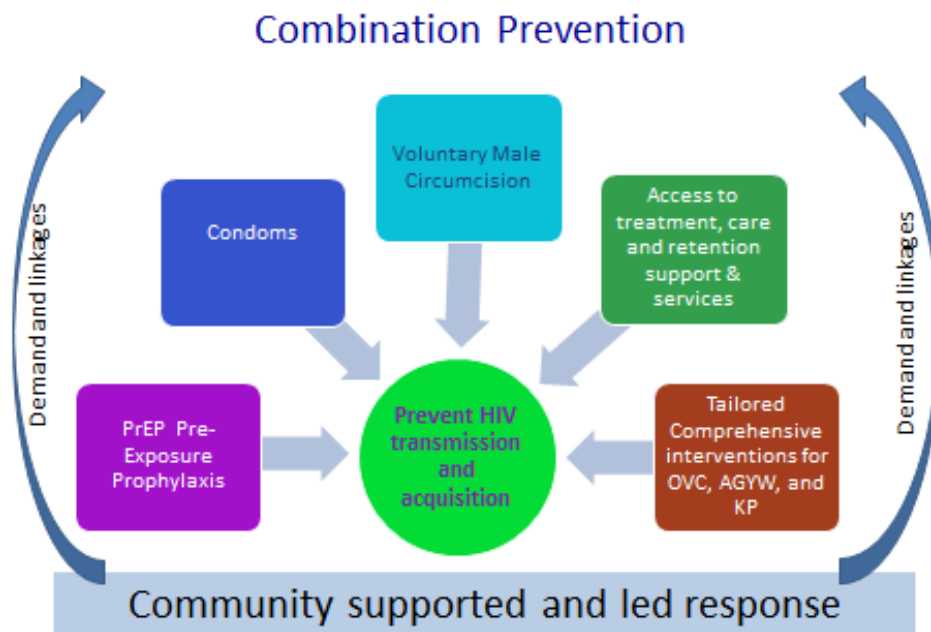 Combination Prevention
Voluntary Male
Circumcision
Condoms
Access to
treatment, care
and retention
support &
services
Demand and linkages
Demand and linkages
PrEP Pre-
Exposure
Prophylaxis
Prevent HIV
transmission
and
acquisition
Tailored
Comprehensive
interventions for
OVC, AGYW, and
KP
Community supported and led response